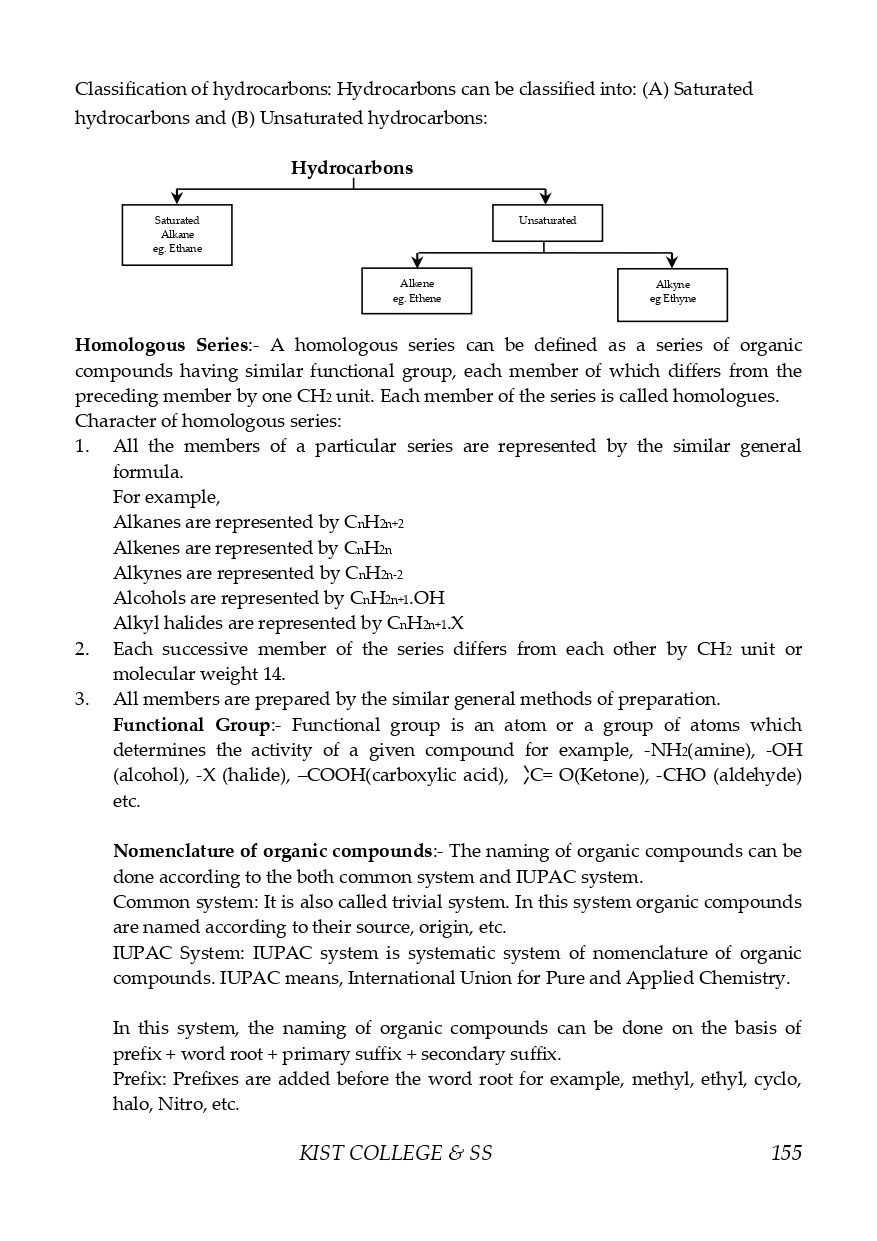 Classification of hydrocarbons: Hydrocarbons can be classified into: (A) Saturated
hydrocarbons and (B) Unsaturated hydrocarbons:
Hydrocarbons
Saturated
Alkane
eg. Ethane
Unsaturated
Alkene
eg. Ethene
Alkyne
eg Ethyne
Homologous Series:- A homologous series can be defined as a series of organic
compounds having similar functional group, each member of which differs from the
preceding member by one CH2 unit. Each member of the series is called homologues.
Character of homologous series:
1. All the members of a particular series are represented by the similar general
formula.
For example,
Alkanes are represented by CnH2n+2
Alkenes are represented by CnH2n
Alkynes are represented by CnH2n-2
Alcohols are represented by CnH2n+1.OH
Alkyl halides are represented by CnH2n+1.X
2. Each successive member of the series differs from each other by CH2 unit or
molecular weight 14.
3. All members are prepared by the similar general methods of preparation.
Functional Group:- Functional group is an atom or a group of atoms which
determines the activity of a given compound for example, -NH2(amine), -OH
(alcohol), -X (halide), –COOH(carboxylic acid), 〉C= O(Ketone), -CHO (aldehyde)
etc.
Nomenclature of organic compounds:- The naming of organic compounds can be
done according to the both common system and IUPAC system.
Common system: It is also called trivial system. In this system organic compounds
are named according to their source, origin, etc.
IUPAC System: IUPAC system is systematic system of nomenclature of organic
compounds. IUPAC means, International Union for Pure and Applied Chemistry.
In this system, the naming of organic compounds can be done on the basis of
prefix + word root + primary suffix + secondary suffix.
Prefix: Prefixes are added before the word root for example, methyl, ethyl, cyclo,
halo, Nitro, etc.
KIST COLLEGE & SS 155